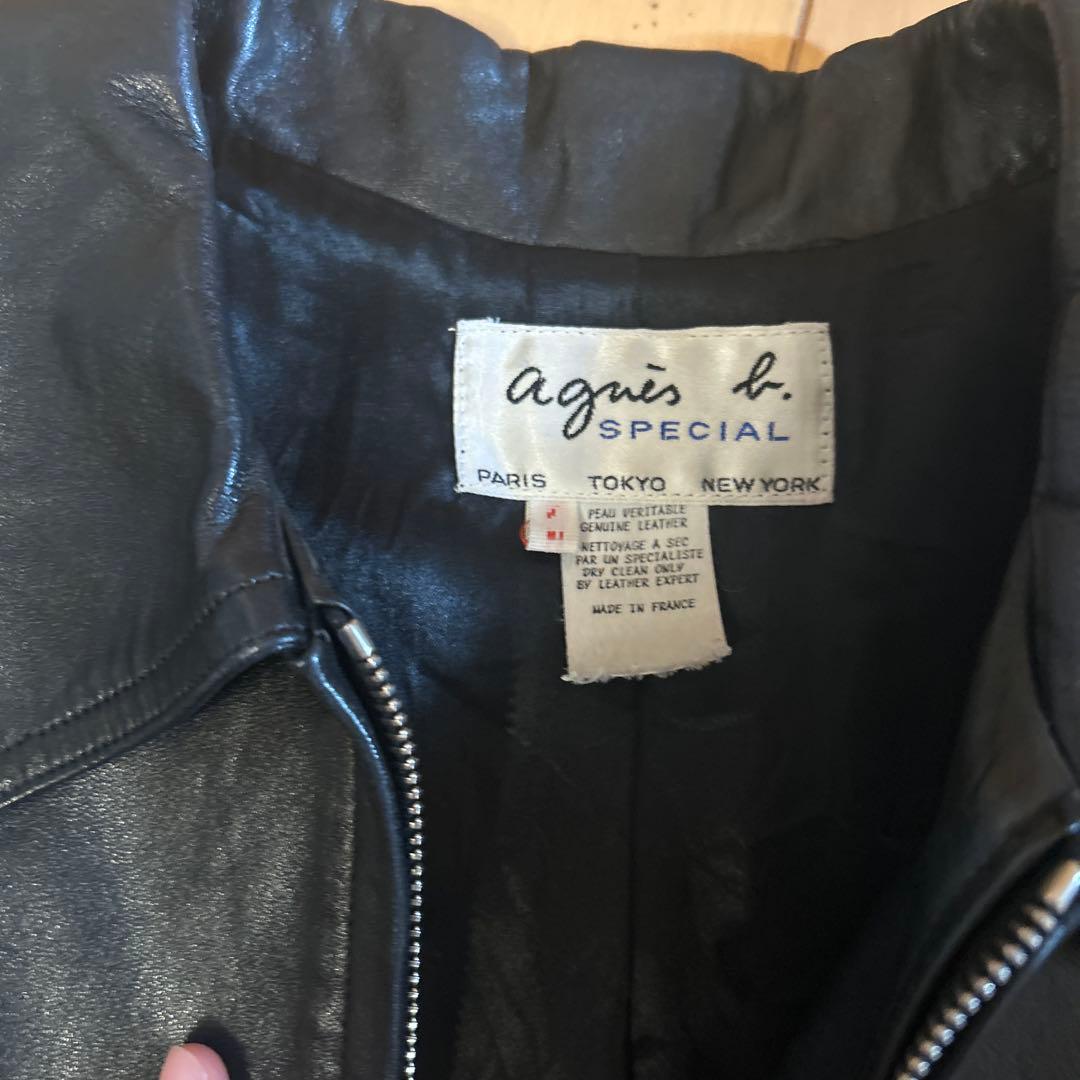 agnès b.
SPECIAL
PARIS TOKYO NEW YORK
PEAU VERITABLE
GENUINE LEATHER
NETTOYAGE A SEC
PAR UN SPECIALISTE
DRY CLEAN ONLY
BY LEATHER EXPERT
MADE IN FRANCE